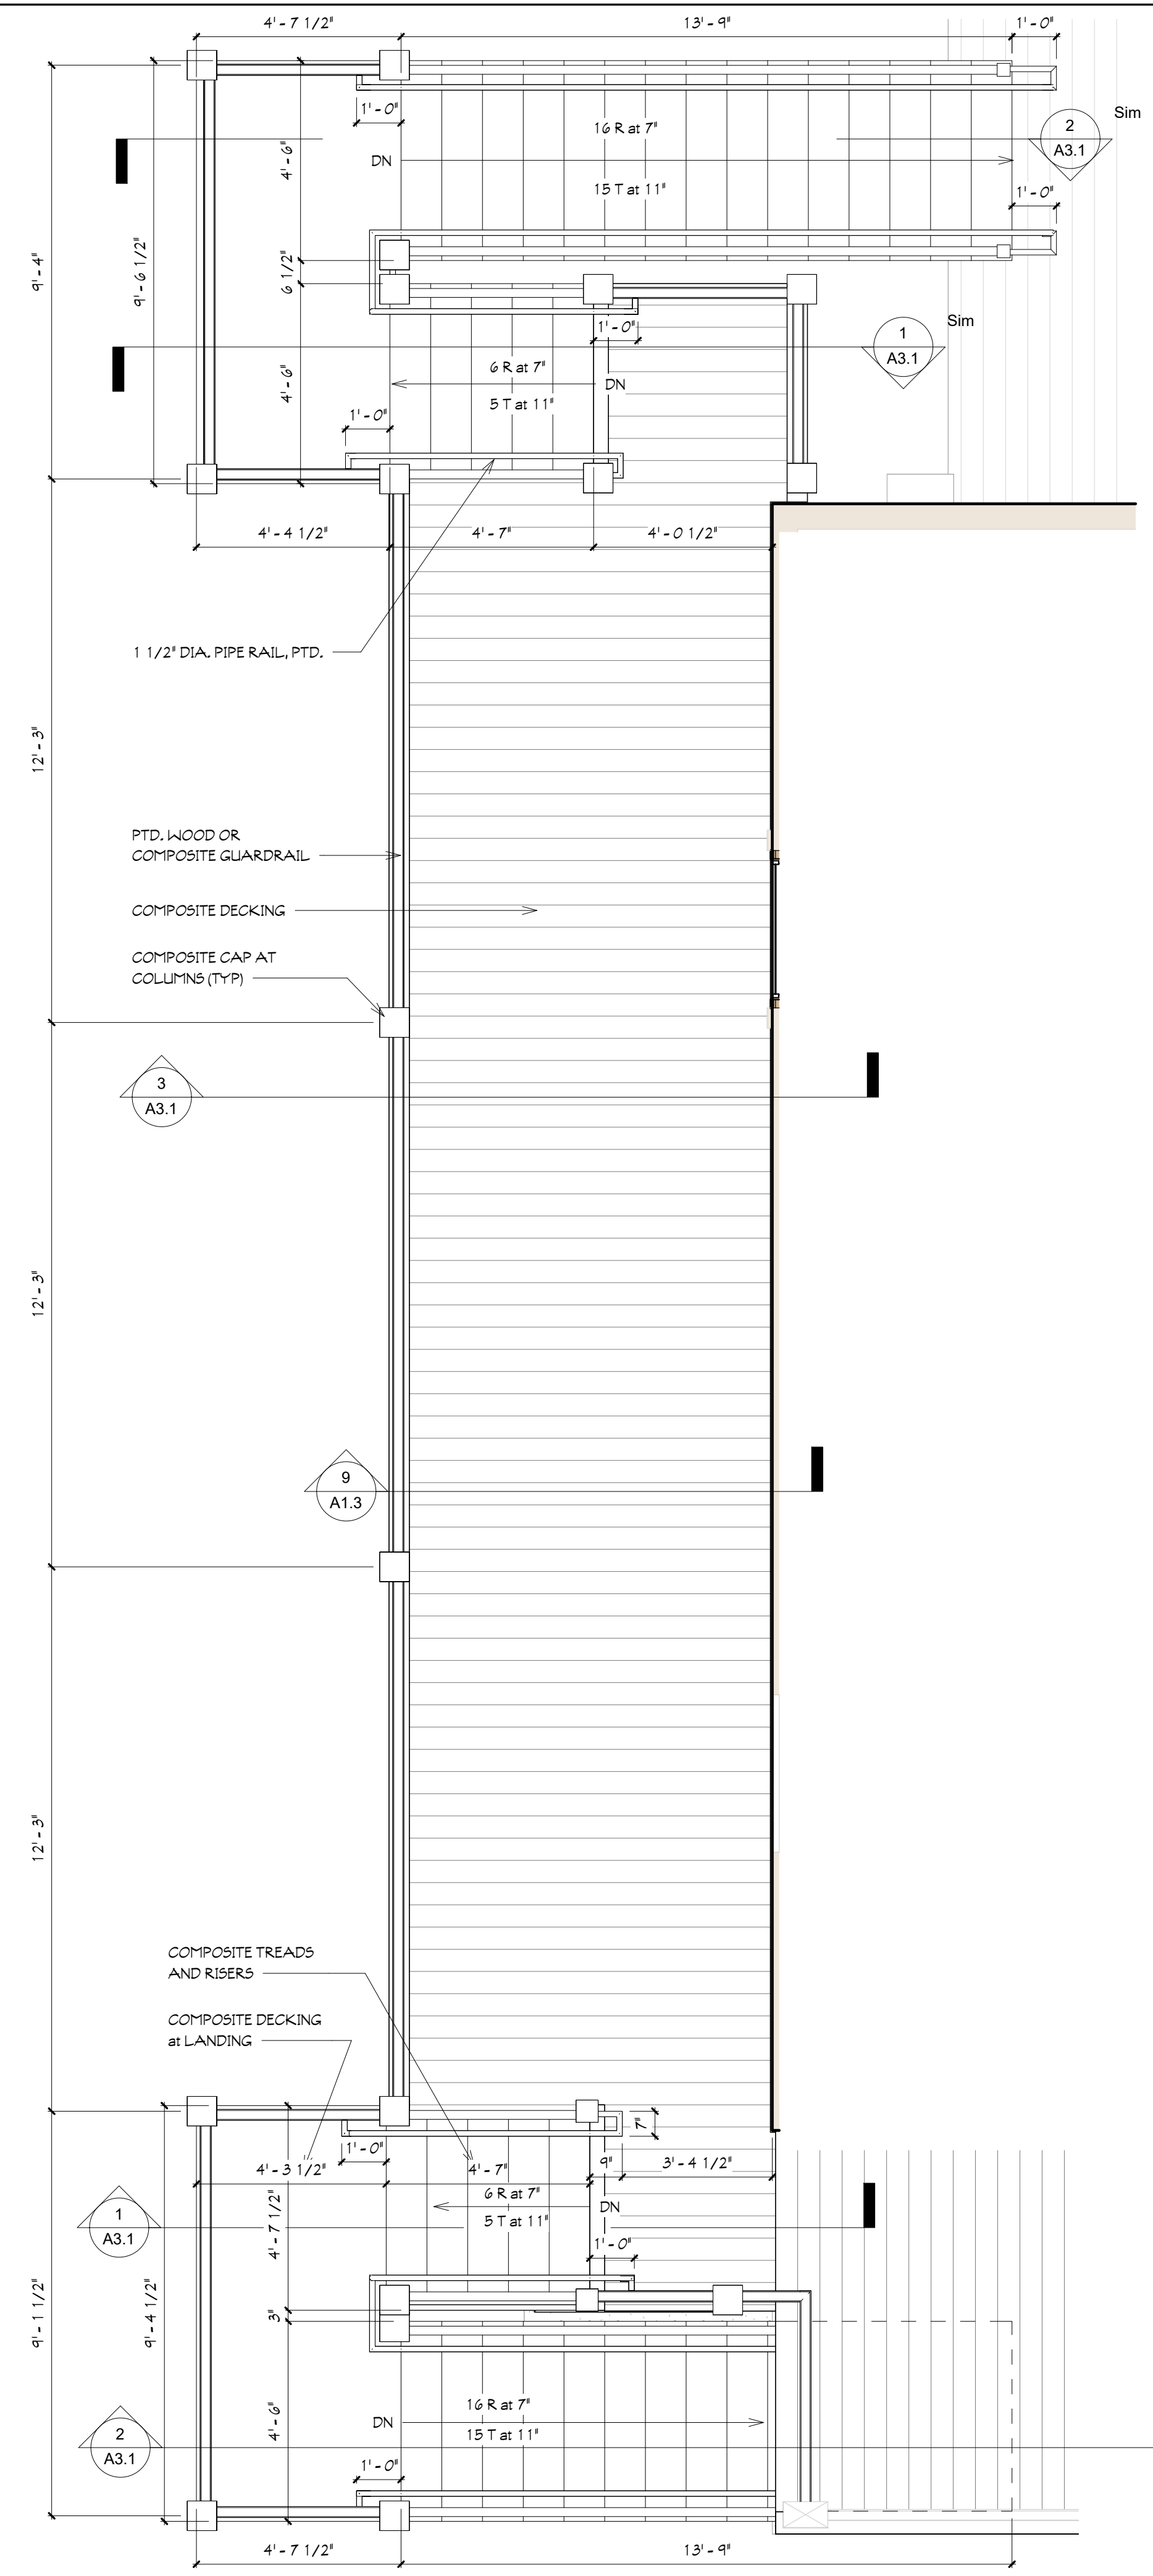 4' - 7 1/2"
13' - 9"
1' - 0"
1' - 0"
16 R at 7"
2
A3.1
Sim
DN
4' - 6"
15 T at 11"
1' - 0"
9' - 4"
9' - 6 1/2"
6 1/2"
1' - 0"
1
A3.1
Sim
6 R at 7"
DN
4' - 6"
5 T at 11"
1' - 0"
4' - 4 1/2"
4' - 7"
4' - 0 1/2"
1 1/2" DIA. PIPE RAIL, PTD.
12' - 3"
PTD. WOOD OR
COMPOSITE GUARDRAIL
COMPOSITE DECKING
COMPOSITE CAP AT
COLUMNS (TYP)
3
A3.1
12' - 3"
9
A1.3
12' - 3"
COMPOSITE TREADS
AND RISERS
COMPOSITE DECKING
at LANDING
7"
1' - 0"
4' - 3 1/2"
4' - 7"
9"
3' - 4 1/2"
6 R at 7"
DN
5 T at 11"
1
A3.1
4' - 7 1/2"
1' - 0"
9' - 1 1/2"
9' - 4 1/2"
3"
16 R at 7"
DN
15 T at 11"
4' - 6"
2
A3.1
1' - 0"
4' - 7 1/2"
13' - 9"